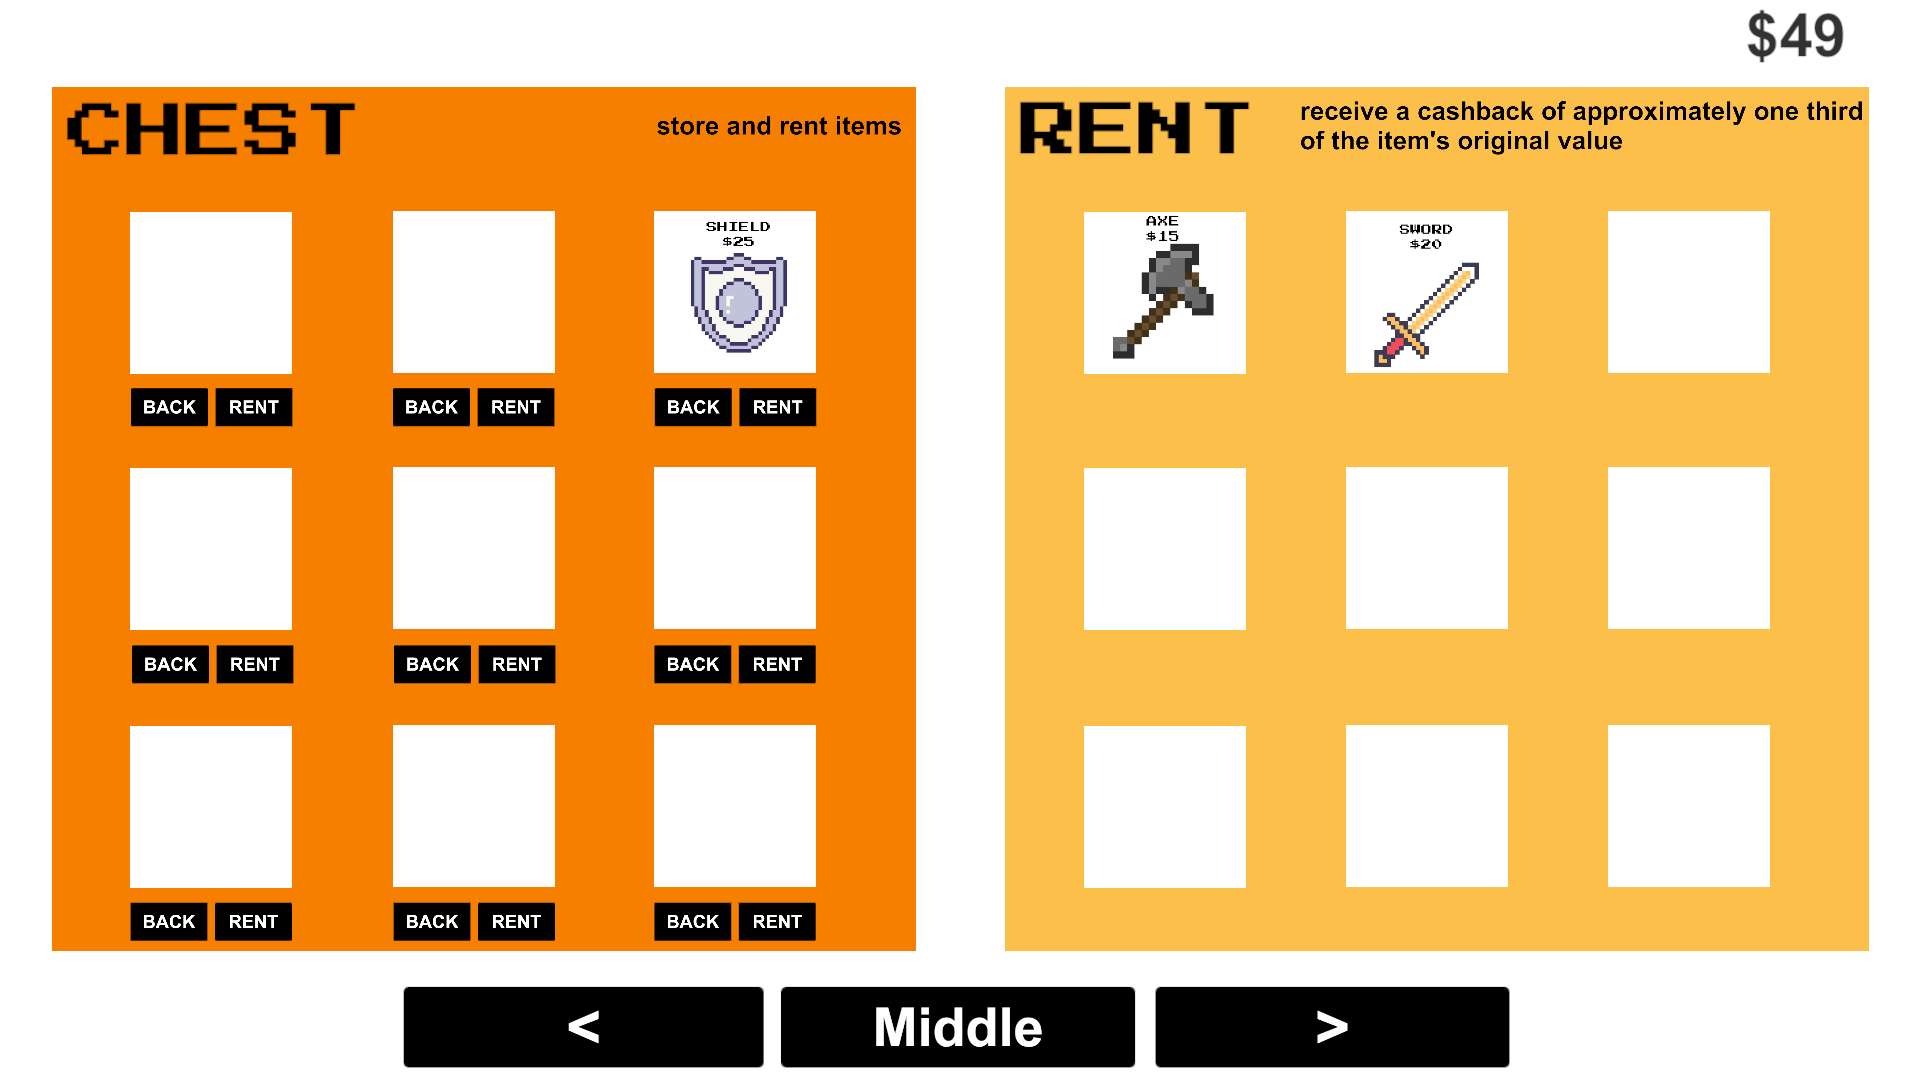 $49
CHEST
store and rent items
SHIELD
$25
BACK RENT BACK RENT BACK RENT
BACK RENT BACK RENT BACK RENT
BACK RENT BACK RENT BACK RENT
RENT
receive a cashback of approximately one third
of the item's original value
AXE
$15
SWORD
$20
< Middle >